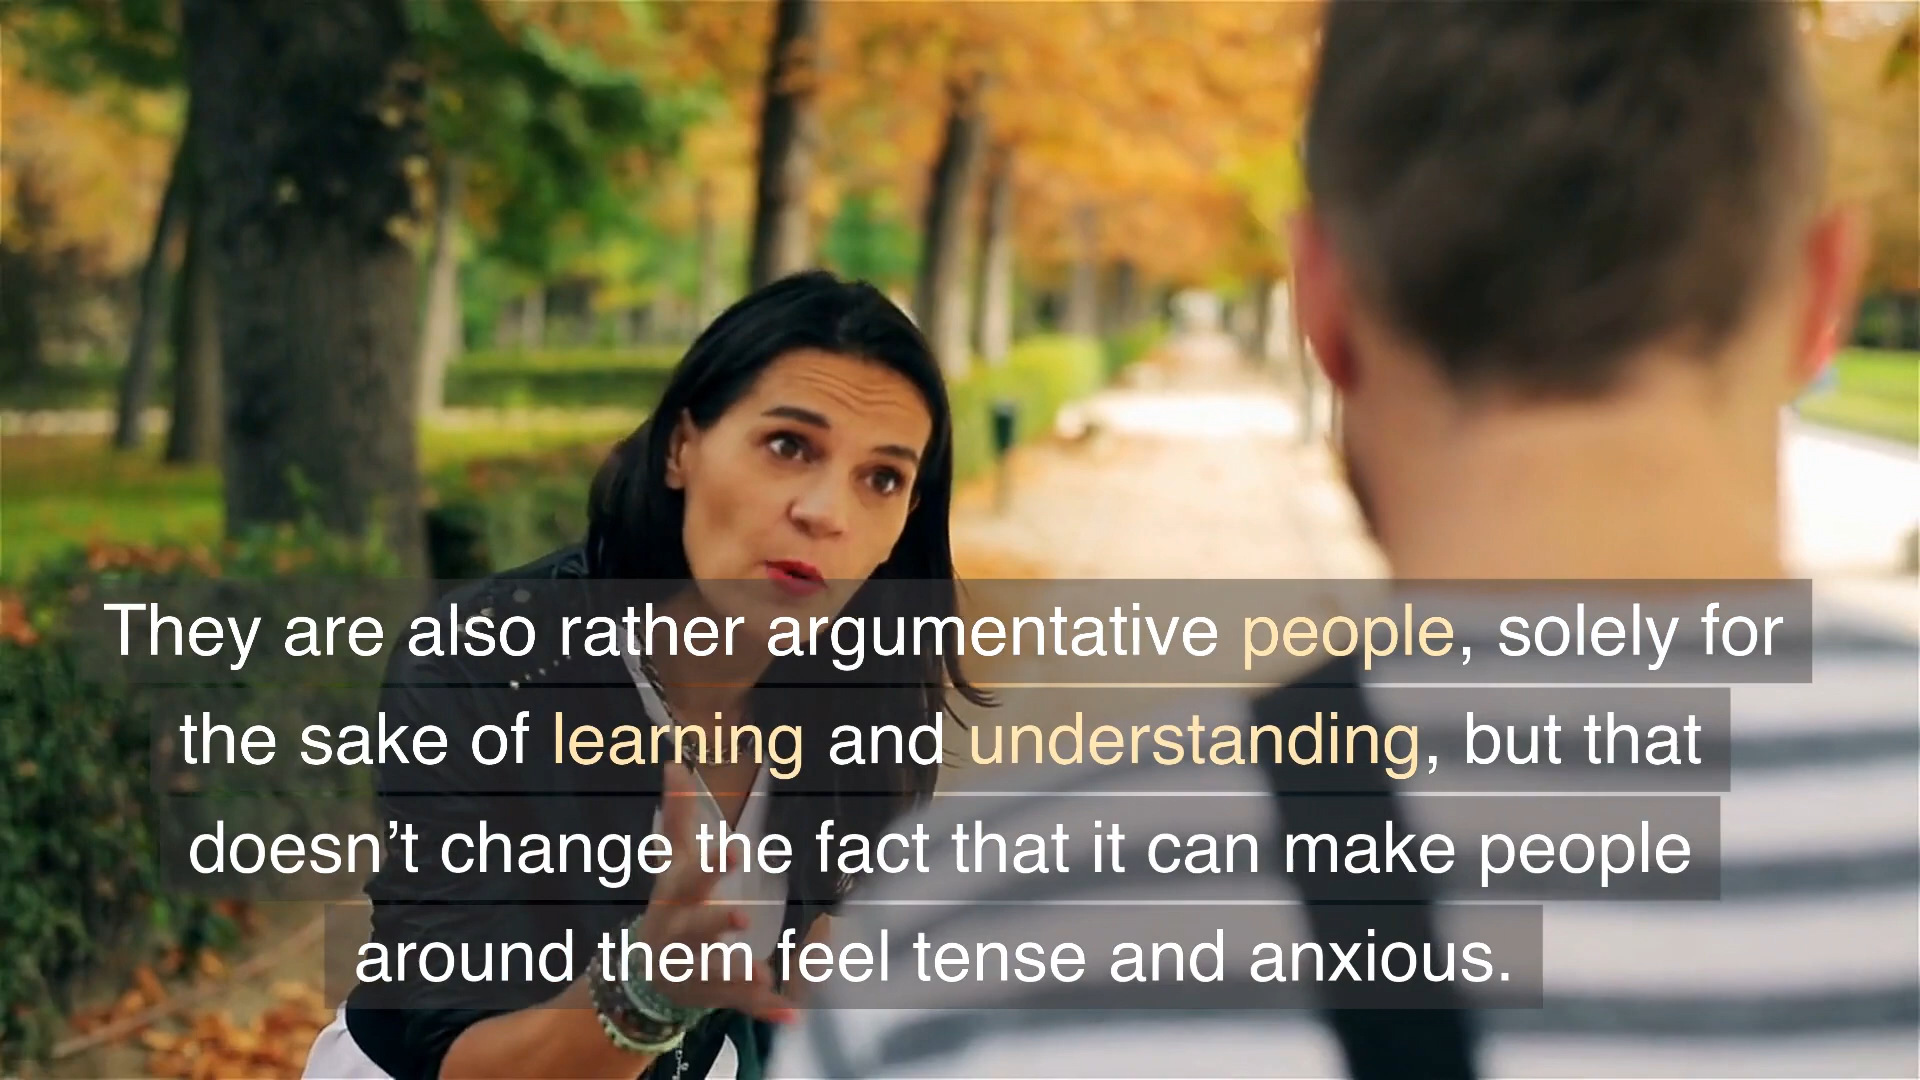 They are also rather argumentative people, solely for
the sake of learning and understanding, but that
doesn’t change the fact that it can make people
around them feel tense and anxious.